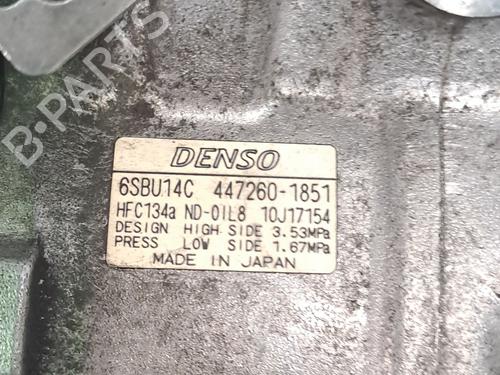 B-PARTS
DENSO
6SBU14C 447260-1851
HFC134a ND-OIL8 10J17154
DESIGN HIGH SIDE 3.53MPa
PRESS LOW SIDE 1.67MPa
MADE IN JAPAN